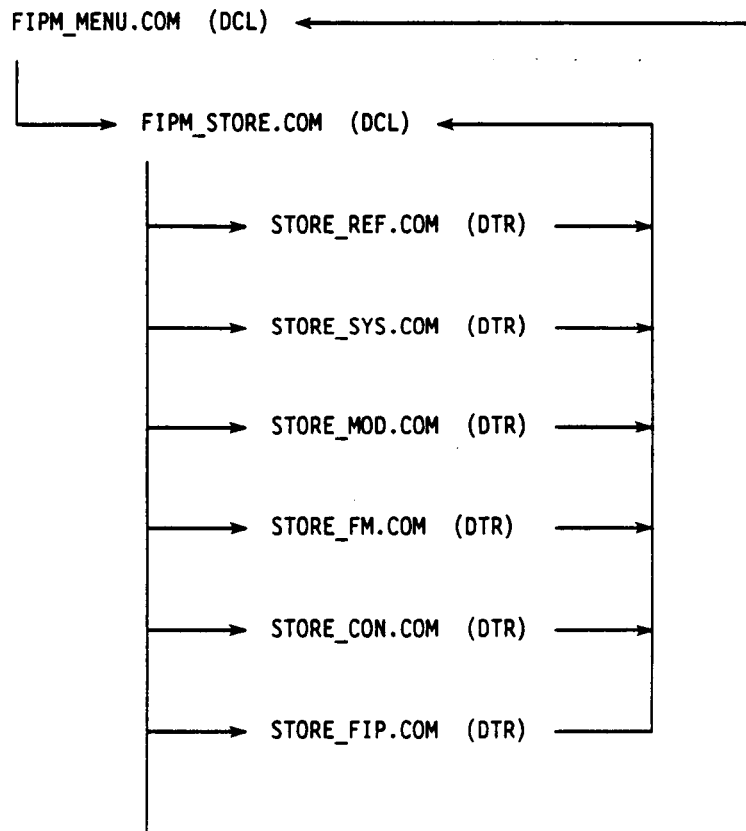 FIPM_MENU.COM (DCL)
FIPM_STORE.COM (DCL)
STORE_REF.COM (DTR)
STORE_SYS.COM (DTR)
STORE_MOD.COM (DTR)
STORE_FM.COM (DTR)
STORE_CON.COM (DTR)
STORE_FIP.COM (DTR)